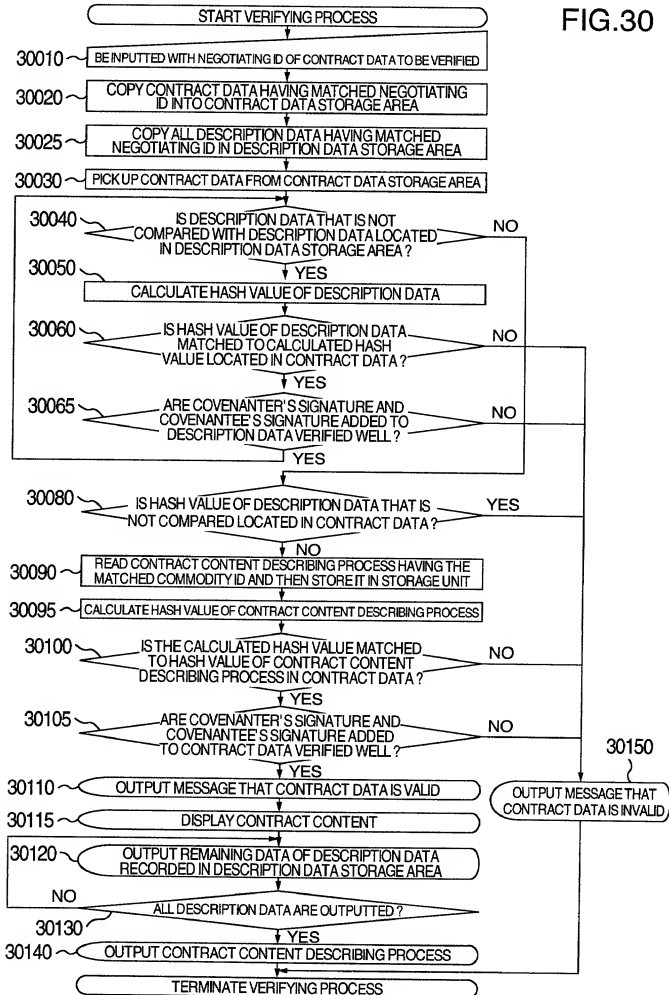 START VERIFYING PROCESS
FIG.30
30010
BE INPUTTED WITH NEGOTIATING ID OF CONTRACT DATA TO BE VERIFIED
30020
COPY CONTRACT DATA HAVING MATCHED NEGOTIATING
ID INTO CONTRACT DATA STORAGE AREA
30025
COPY ALL DESCRIPTION DATA HAVING MATCHED
NEGOTIATING ID IN DESCRIPTION DATA STORAGE AREA
30030
PICK UP CONTRACT DATA FROM CONTRACT DATA STORAGE AREA
30040
IS DESCRIPTION DATA THAT IS NOT
COMPARED WITH DESCRIPTION DATA LOCATED
IN DESCRIPTION DATA STORAGE AREA ?
NO
YES
30050
CALCULATE HASH VALUE OF DESCRIPTION DATA
30060
IS HASH VALUE OF DESCRIPTION DATA
MATCHED TO CALCULATED HASH
VALUE LOCATED IN CONTRACT DATA ?
NO
YES
30065
ARE COVENANTER'S SIGNATURE AND
COVENANTEE'S SIGNATURE ADDED TO
DESCRIPTION DATA VERIFIED WELL ?
NO
YES
30080
IS HASH VALUE OF DESCRIPTION DATA THAT IS
NOT COMPARED LOCATED IN CONTRACT DATA ?
YES
NO
30090
READ CONTRACT CONTENT DESCRIBING PROCESS HAVING THE
MATCHED COMMODITY ID AND THEN STORE IT IN STORAGE UNIT
30095
CALCULATE HASH VALUE OF CONTRACT CONTENT DESCRIBING PROCESS
30100
IS THE CALCULATED HASH VALUE MATCHED
TO HASH VALUE OF CONTRACT CONTENT
DESCRIBING PROCESS IN CONTRACT DATA ?
NO
YES
30105
ARE COVENANTER'S SIGNATURE AND
COVENANTEE'S SIGNATURE ADDED
TO CONTRACT DATA VERIFIED WELL ?
NO
YES
30150
OUTPUT MESSAGE THAT
CONTRACT DATA IS INVALID
30110
OUTPUT MESSAGE THAT CONTRACT DATA IS VALID
30115
DISPLAY CONTRACT CONTENT
30120
OUTPUT REMAINING DATA OF DESCRIPTION DATA
RECORDED IN DESCRIPTION DATA STORAGE AREA
NO
30130
ALL DESCRIPTION DATA ARE OUTPUTTED ?
YES
30140
OUTPUT CONTRACT CONTENT DESCRIBING PROCESS
TERMINATE VERIFYING PROCESS